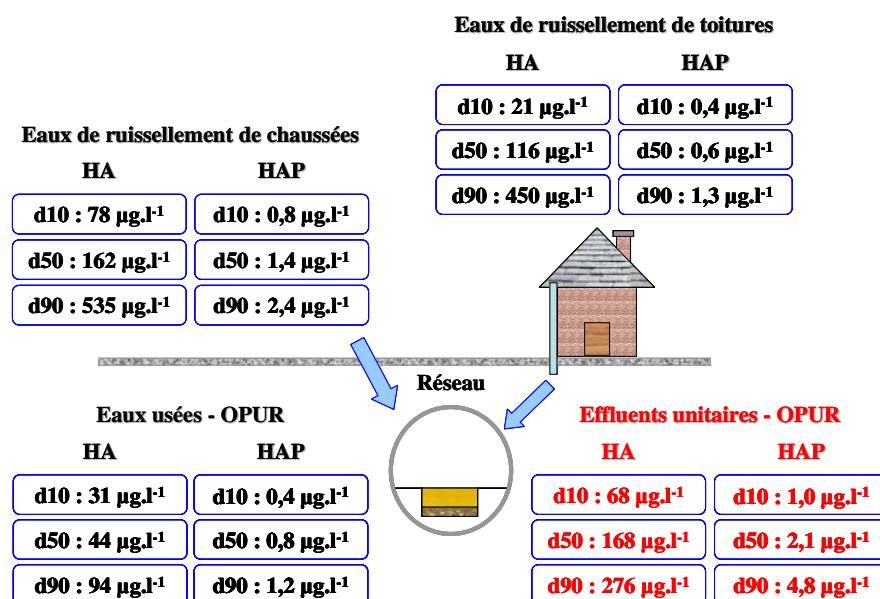 Eaux de ruissellement de toitures
HA HAP
d10 : 21 µg.l-1 d10 : 0,4 µg.l-1
d50 : 116 µg.l-1 d50 : 0,6 µg.l-1
d90 : 450 µg.l-1 d90 : 1,3 µg.l-1
Eaux de ruissellement de chaussées
HA HAP
d10 : 78 µg.l-1 d10 : 0,8 µg.l-1
d50 : 162 µg.l-1 d50 : 1,4 µg.l-1
d90 : 535 µg.l-1 d90 : 2,4 µg.l-1
Réseau
Eaux usées - OPUR
HA HAP
d10 : 31 µg.l-1 d10 : 0,4 µg.l-1
d50 : 44 µg.l-1 d50 : 0,8 µg.l-1
d90 : 94 µg.l-1 d90 : 1,2 µg.l-1
Effluents unitaires - OPUR
HA HAP
d10 : 68 µg.l-1 d10 : 1,0 µg.l-1
d50 : 168 µg.l-1 d50 : 2,1 µg.l-1
d90 : 276 µg.l-1 d90 : 4,8 µg.l-1